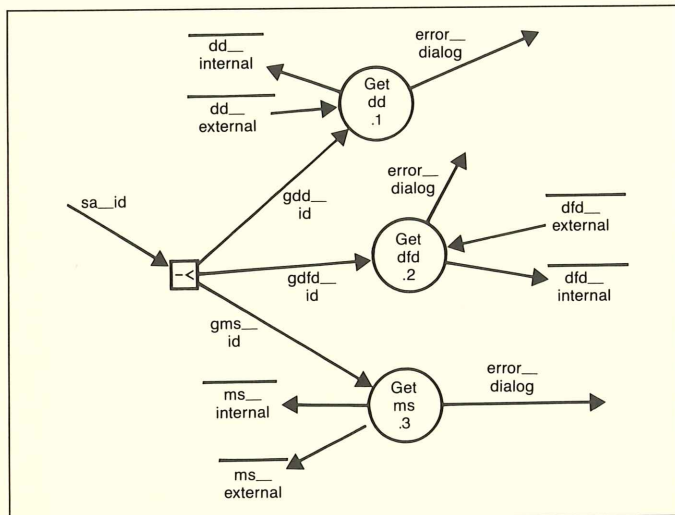 dd__
internal
dd__
external
Get
dd
.1
error__
dialog
sa__id
gdd__
id
error__
dialog
Get
dfd
.2
dfd__
external
dfd__
internal
-<
gdfd__
id
gms__
id
ms__
internal
ms__
external
Get
ms
.3
error__
dialog